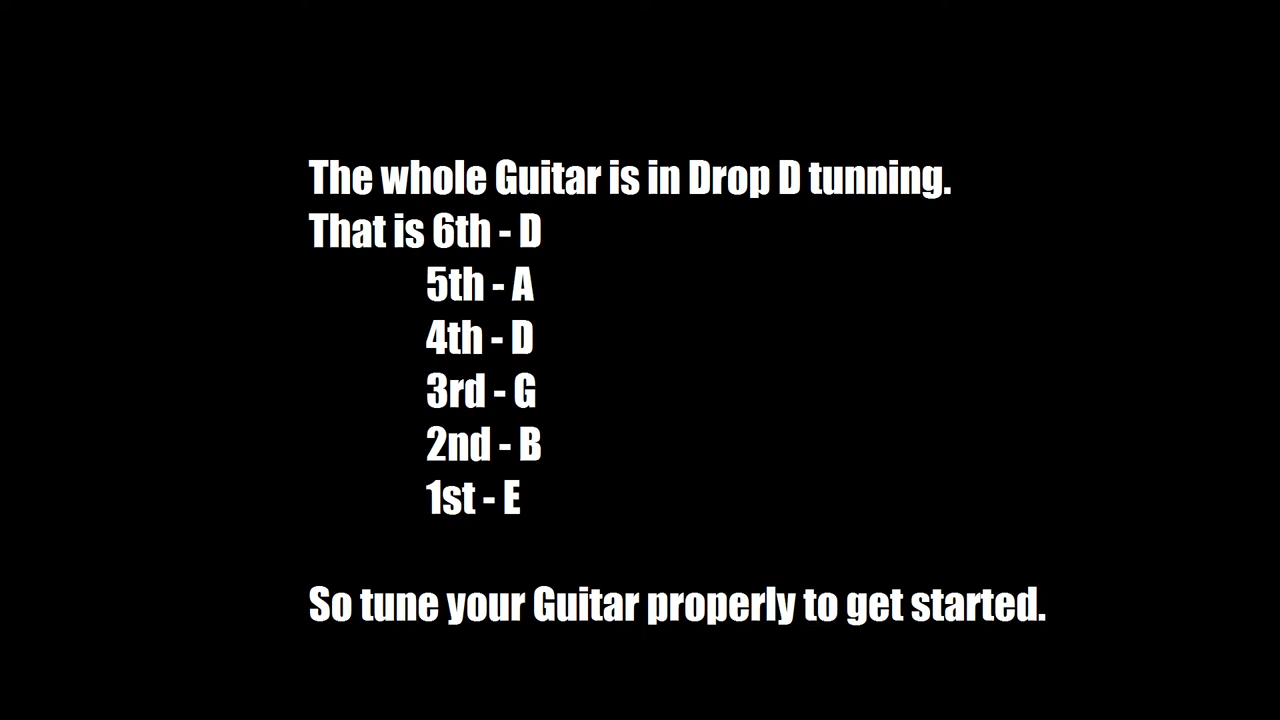 The whole Guitar is in Drop D tunning.
That is 6th - D
5th - A
4th - D
3rd - G
2nd - B
1st - E
So tune your Guitar properly to get started.